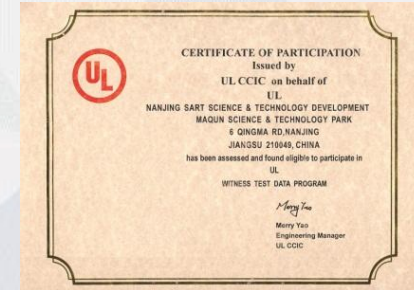 UL
CERTIFICATE OF PARTICIPATION
Issued by
UL CCIC on behalf of
UL
NANJING SART SCIENCE & TECHNOLOGY DEVELOPMENT
MAQUN SCIENCE & TECHNOLOGY PARK
6 QINGMA RD,NANJING
JIANGSU 210049, CHINA
has been assessed and found eligible to participate in
UL
WITNESS TEST DATA PROGRAM
Merry Yao
Merry Yao
Engineering Manager
UL CCIC